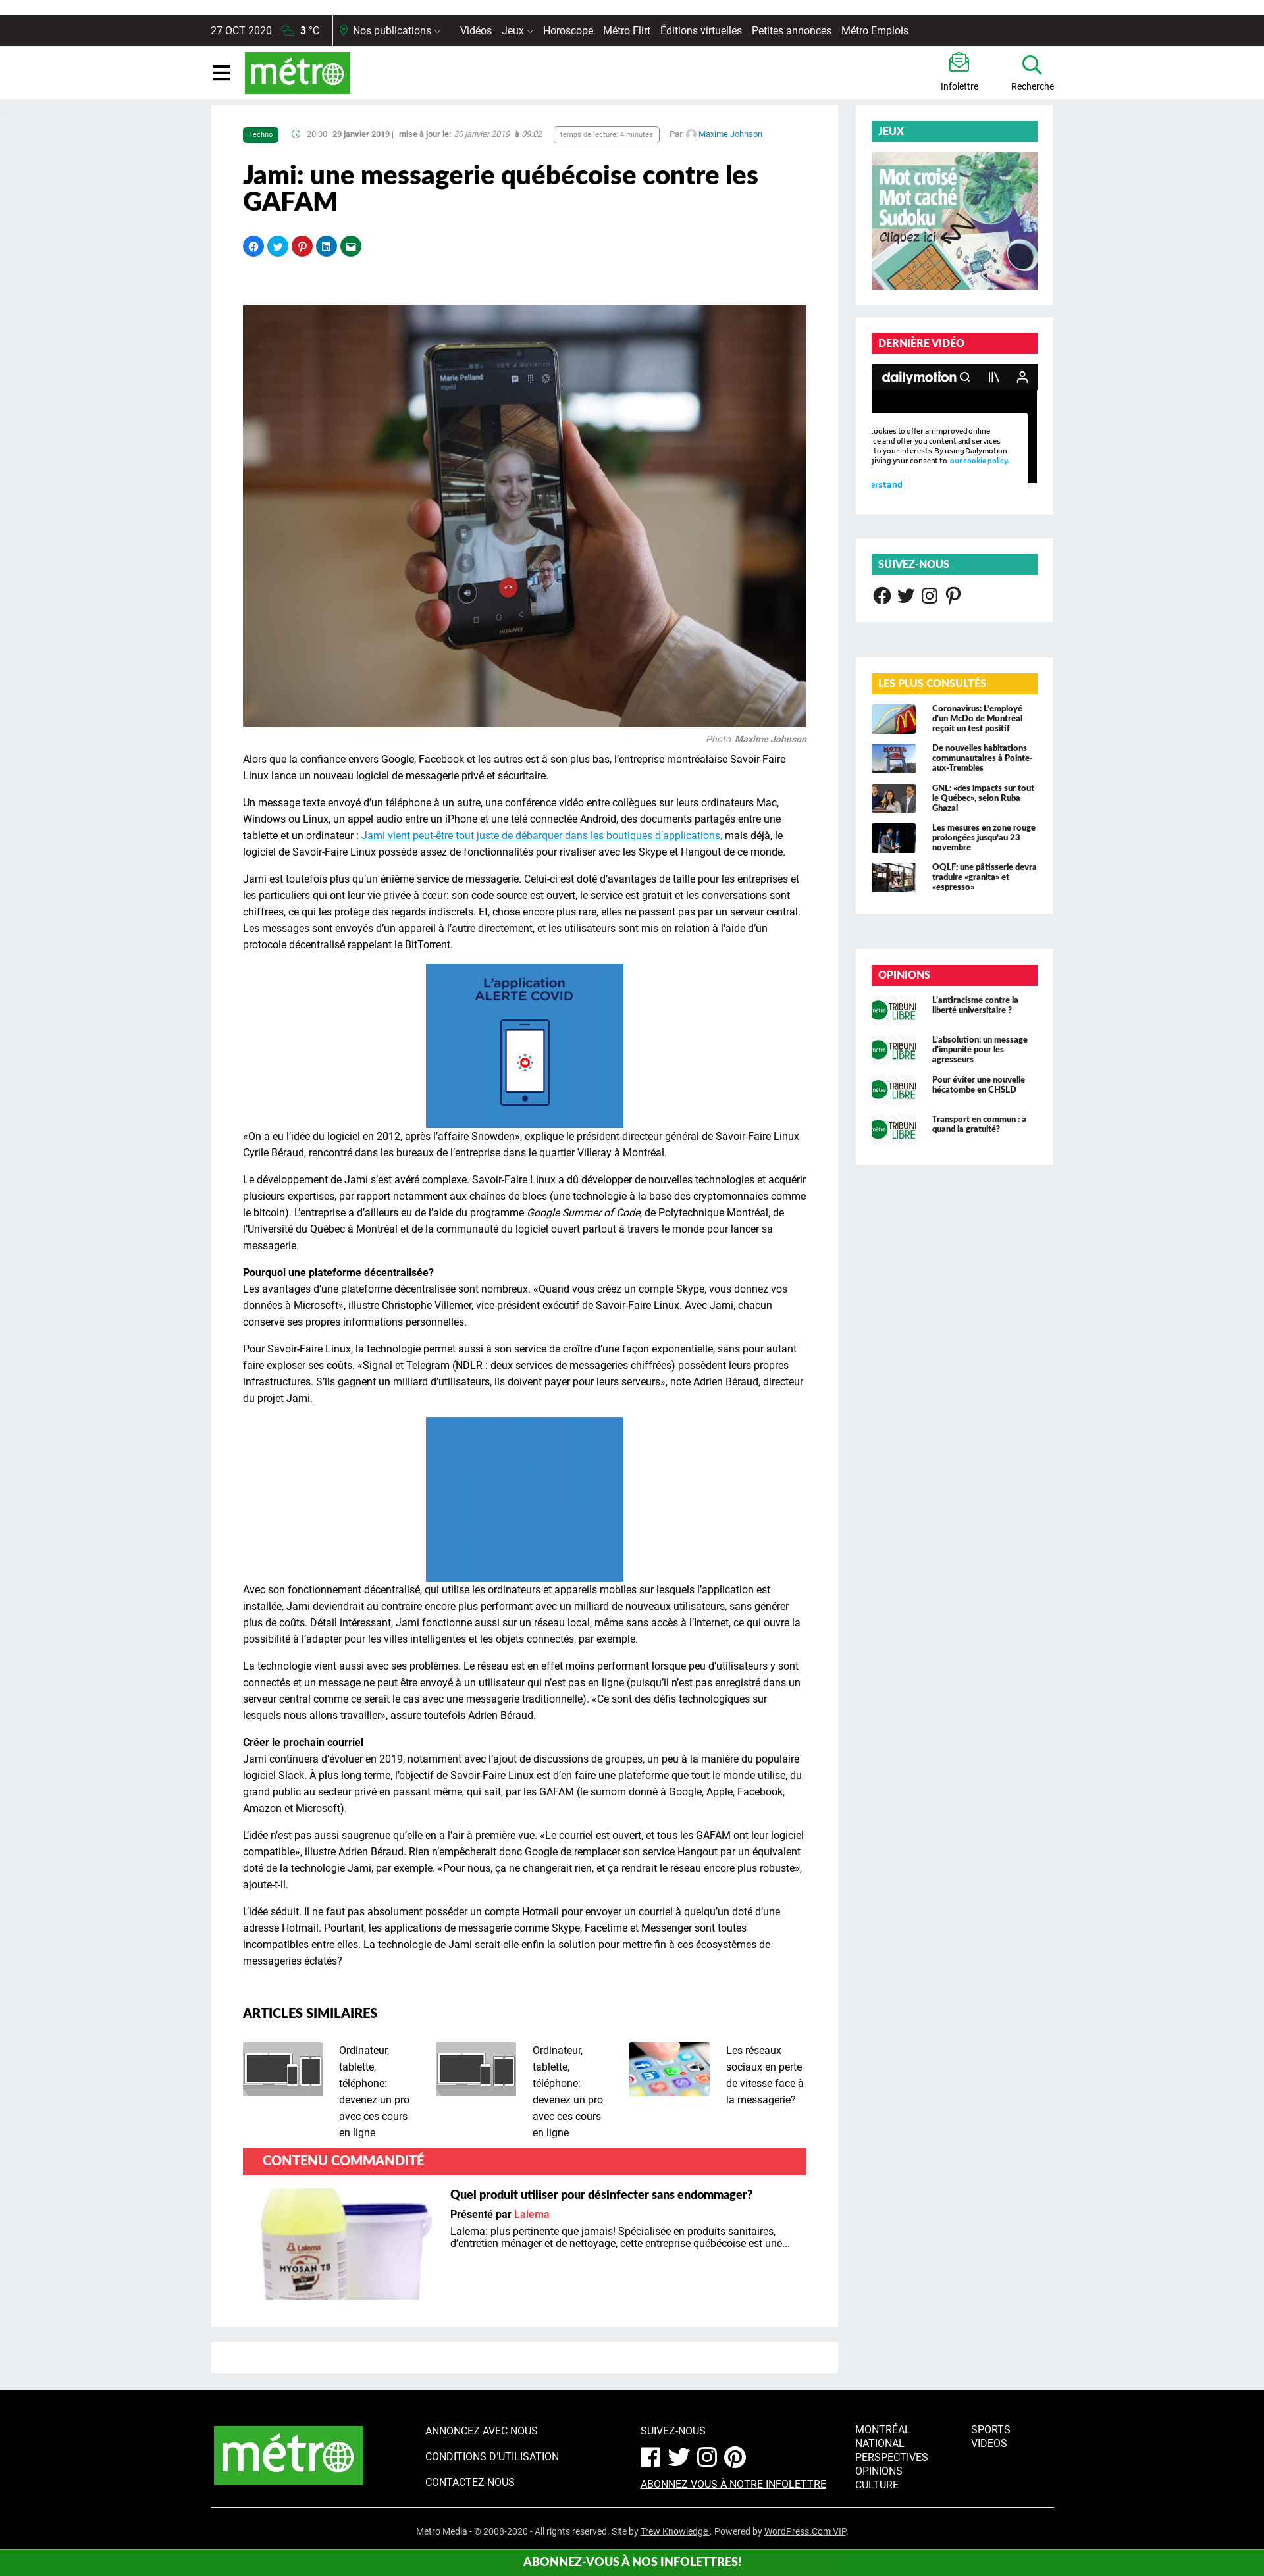 27 OCT 2020 3 °C Nos publications Vidéos Jeux Horoscope Métro Flirt Éditions virtuelles Petites annonces Métro Emplois
métro
Infolettre
Recherche
Techno 20:00 29 janvier 2019 | mise à jour le: 30 janvier 2019 à 09:02 temps de lecture: 4 minutes Par: Maxime Johnson
Jami: une messagerie québécoise contre les
GAFAM
Marie Pelland
mpeld
HUAWEI
Photo: Maxime Johnson
Alors que la confiance envers Google, Facebook et les autres est à son plus bas, l’entreprise montréalaise Savoir-Faire
Linux lance un nouveau logiciel de messagerie privé et sécuritaire.
Un message texte envoyé d’un téléphone à un autre, une conférence vidéo entre collègues sur leurs ordinateurs Mac,
Windows ou Linux, un appel audio entre un iPhone et une télé connectée Android, des documents partagés entre une
tablette et un ordinateur : Jami vient peut-être tout juste de débarquer dans les boutiques d’applications, mais déjà, le
logiciel de Savoir-Faire Linux possède assez de fonctionnalités pour rivaliser avec les Skype et Hangout de ce monde.
Jami est toutefois plus qu’un énième service de messagerie. Celui-ci est doté d’avantages de taille pour les entreprises et
les particuliers qui ont leur vie privée à cœur: son code source est ouvert, le service est gratuit et les conversations sont
chiffrées, ce qui les protège des regards indiscrets. Et, chose encore plus rare, elles ne passent pas par un serveur central.
Les messages sont envoyés d’un appareil à l’autre directement, et les utilisateurs sont mis en relation à l’aide d’un
protocole décentralisé rappelant le BitTorrent.
L’application
ALERTE COVID
«On a eu l’idée du logiciel en 2012, après l’affaire Snowden», explique le président-directeur général de Savoir-Faire Linux
Cyrile Béraud, rencontré dans les bureaux de l’entreprise dans le quartier Villeray à Montréal.
Le développement de Jami s’est avéré complexe. Savoir-Faire Linux a dû développer de nouvelles technologies et acquérir
plusieurs expertises, par rapport notamment aux chaînes de blocs (une technologie à la base des cryptomonnaies comme
le bitcoin). L’entreprise a d’ailleurs eu de l’aide du programme Google Summer of Code, de Polytechnique Montréal, de
l’Université du Québec à Montréal et de la communauté du logiciel ouvert partout à travers le monde pour lancer sa
messagerie.
Pourquoi une plateforme décentralisée?
Les avantages d’une plateforme décentralisée sont nombreux. «Quand vous créez un compte Skype, vous donnez vos
données à Microsoft», illustre Christophe Villemer, vice-président exécutif de Savoir-Faire Linux. Avec Jami, chacun
conserve ses propres informations personnelles.
Pour Savoir-Faire Linux, la technologie permet aussi à son service de croître d’une façon exponentielle, sans pour autant
faire exploser ses coûts. «Signal et Telegram (NDLR : deux services de messageries chiffrées) possèdent leurs propres
infrastructures. S’ils gagnent un milliard d’utilisateurs, ils doivent payer pour leurs serveurs», note Adrien Béraud, directeur
du projet Jami.
Avec son fonctionnement décentralisé, qui utilise les ordinateurs et appareils mobiles sur lesquels l’application est
installée, Jami deviendrait au contraire encore plus performant avec un milliard de nouveaux utilisateurs, sans générer
plus de coûts. Détail intéressant, Jami fonctionne aussi sur un réseau local, même sans accès à l’Internet, ce qui ouvre la
possibilité à l’adapter pour les villes intelligentes et les objets connectés, par exemple.
La technologie vient aussi avec ses problèmes. Le réseau est en effet moins performant lorsque peu d’utilisateurs y sont
connectés et un message ne peut être envoyé à un utilisateur qui n’est pas en ligne (puisqu’il n’est pas enregistré dans un
serveur central comme ce serait le cas avec une messagerie traditionnelle). «Ce sont des défis technologiques sur
lesquels nous allons travailler», assure toutefois Adrien Béraud.
Créer le prochain courriel
Jami continuera d’évoluer en 2019, notamment avec l’ajout de discussions de groupes, un peu à la manière du populaire
logiciel Slack. À plus long terme, l’objectif de Savoir-Faire Linux est d’en faire une plateforme que tout le monde utilise, du
grand public au secteur privé en passant même, qui sait, par les GAFAM (le surnom donné à Google, Apple, Facebook,
Amazon et Microsoft).
L’idée n’est pas aussi saugrenue qu’elle en a l’air à première vue. «Le courriel est ouvert, et tous les GAFAM ont leur logiciel
compatible», illustre Adrien Béraud. Rien n’empêcherait donc Google de remplacer son service Hangout par un équivalent
doté de la technologie Jami, par exemple. «Pour nous, ça ne changerait rien, et ça rendrait le réseau encore plus robuste»,
ajoute-t-il.
L’idée séduit. Il ne faut pas absolument posséder un compte Hotmail pour envoyer un courriel à quelqu’un doté d’une
adresse Hotmail. Pourtant, les applications de messagerie comme Skype, Facetime et Messenger sont toutes
incompatibles entre elles. La technologie de Jami serait-elle enfin la solution pour mettre fin à ces écosystèmes de
messageries éclatés?
ARTICLES SIMILAIRES
Ordinateur,
tablette,
téléphone:
devenez un pro
avec ces cours
en ligne
Ordinateur,
tablette,
téléphone:
devenez un pro
avec ces cours
en ligne
Les réseaux
sociaux en perte
de vitesse face à
la messagerie?
CONTENU COMMANDITÉ
Lalema
MYOSAN TB
Quel produit utiliser pour désinfecter sans endommager?
Présenté par Lalema
Lalema: plus pertinente que jamais! Spécialisée en produits sanitaires,
d’entretien ménager et de nettoyage, cette entreprise québécoise est une...
JEUX
Mot croisé
Mot caché
Sudoku
Cliquez ici
DERNIÈRE VIDÉO
dailymotion
cookies to offer an improved online
ce and offer you content and services
to your interests. By using Dailymotion
giving your consent to our cookie policy.
erstand
SUIVEZ-NOUS
LES PLUS CONSULTÉS
Coronavirus: L’employé
d’un McDo de Montréal
reçoit un test positif
MOTEL
De nouvelles habitations
communautaires à Pointe-
aux-Trembles
GNL: «des impacts sur tout
le Québec», selon Ruba
Ghazal
Les mesures en zone rouge
prolongées jusqu’au 23
novembre
OQLF: une pâtisserie devra
traduire «granita» et
«espresso»
OPINIONS
métro TRIBUNE LIBRE
L’antiracisme contre la
liberté universitaire ?
métro TRIBUNE LIBRE
L’absolution: un message
d’impunité pour les
agresseurs
métro TRIBUNE LIBRE
Pour éviter une nouvelle
hécatombe en CHSLD
métro TRIBUNE LIBRE
Transport en commun : à
quand la gratuité?
métro
ANNONCEZ AVEC NOUS
CONDITIONS D’UTILISATION
CONTACTEZ-NOUS
SUIVEZ-NOUS
ABONNEZ-VOUS À NOTRE INFOLETTRE
MONTRÉAL
NATIONAL
PERSPECTIVES
OPINIONS
CULTURE
SPORTS
VIDEOS
Metro Media - © 2008-2020 - All rights reserved. Site by Trew Knowledge . Powered by WordPress.Com VIP.
ABONNEZ-VOUS À NOS INFOLETTRES!